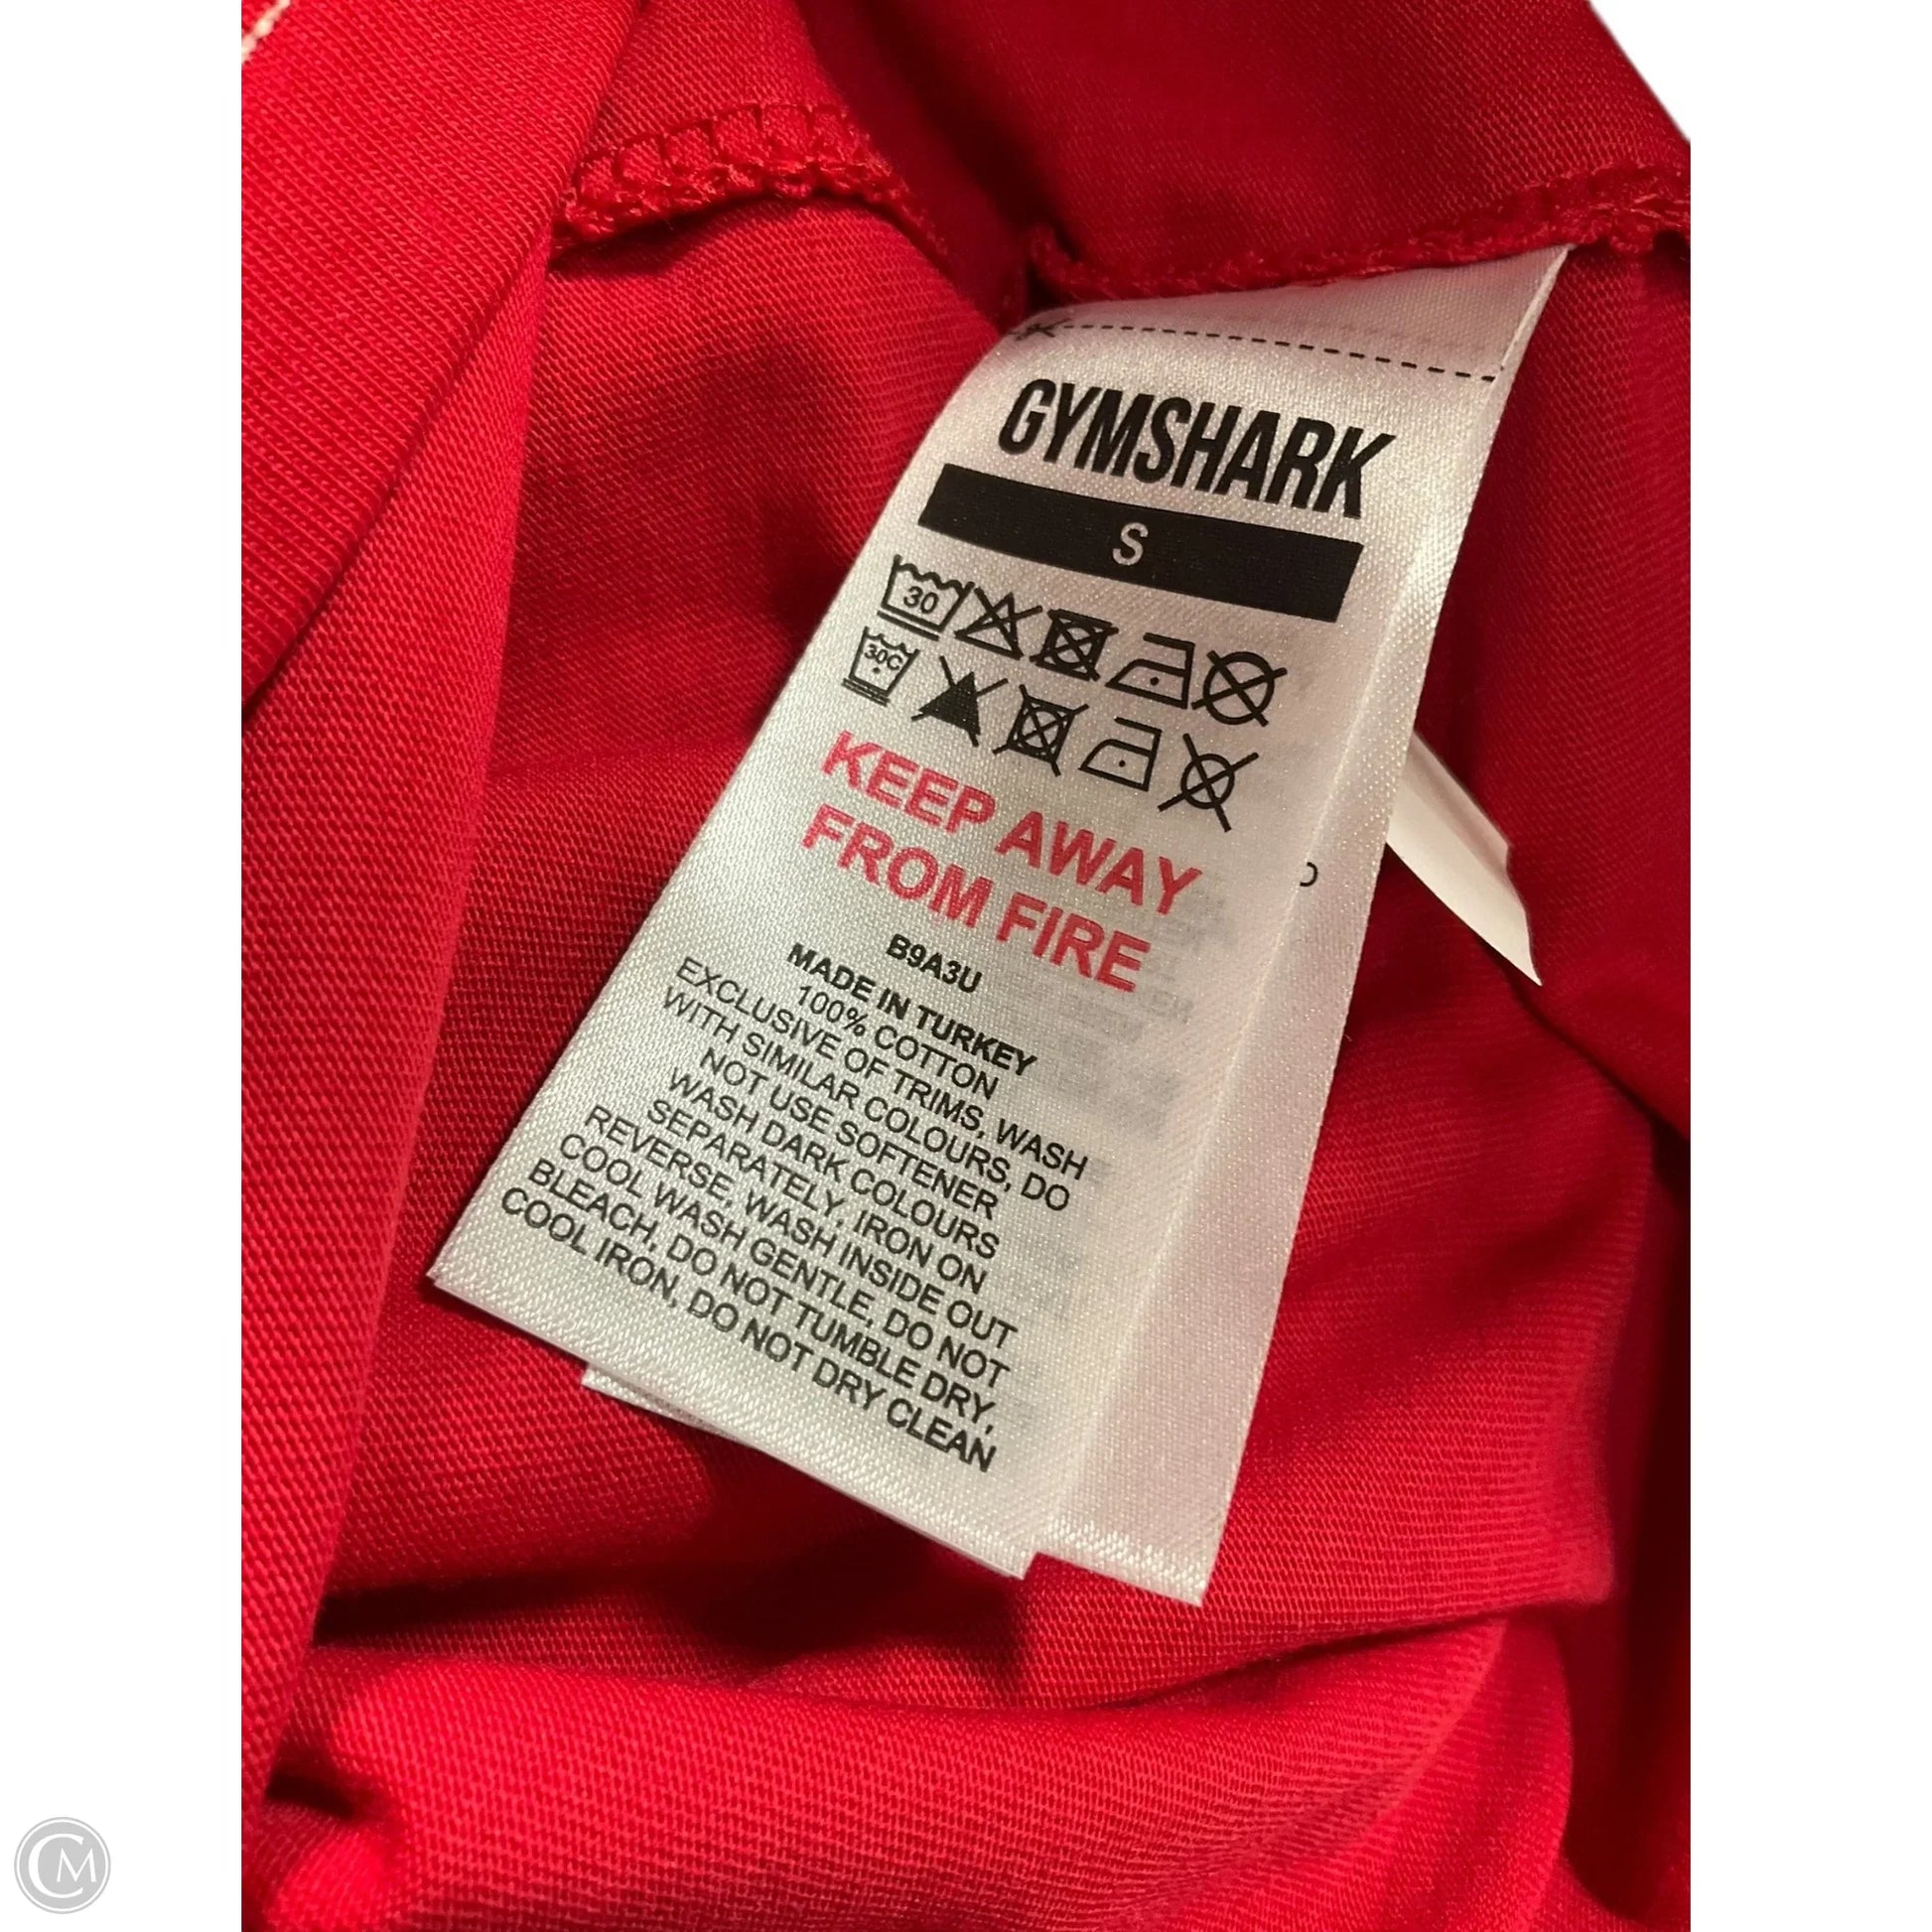 GYMSHARK
S
30
30C
KEEP AWAY
FROM FIRE
B9A3U
MADE IN TURKEY
100% COTTON
EXCLUSIVE OF TRIMS, WASH
WITH SIMILAR COLOURS, DO
NOT USE SOFTENER
WASH DARK COLOURS
SEPARATELY, IRON ON
REVERSE, WASH INSIDE OUT
COOL WASH GENTLE, DO NOT
BLEACH, DO NOT TUMBLE DRY,
COOL IRON, DO NOT DRY CLEAN
CM